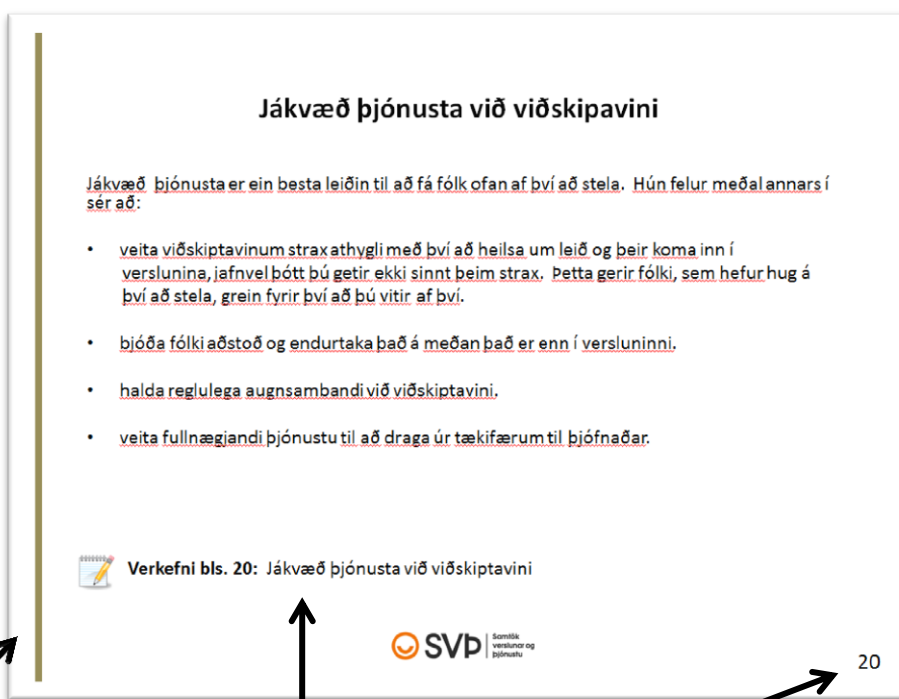 Jákvæð þjónusta við viðskipavini
Jákvæð þjónusta er ein besta leiðin til að fá fólk ofan af því að stela. Hún felur meðal annars í
sér að:
• veita viðskiptavinum strax athygli með því að heilsa um leið og þeir koma inn í
verslunina, jafnvel þótt þú getir ekki sinnt þeim strax. Þetta gerir fólki, sem hefur hug á
því að stela, grein fyrir því að þú vitir af því.
• bjóða fólki aðstoð og endurtaka það á meðan það er enn í versluninni.
• halda reglulega augnsambandi við viðskiptavini.
• veita fullnægjandi þjónustu til að draga úr tækifærum til þjófnaðar.
Verkefni bls. 20: Jákvæð þjónusta við viðskiptavini
SVÞ
Samtök
verslunar og
þjónustu
20